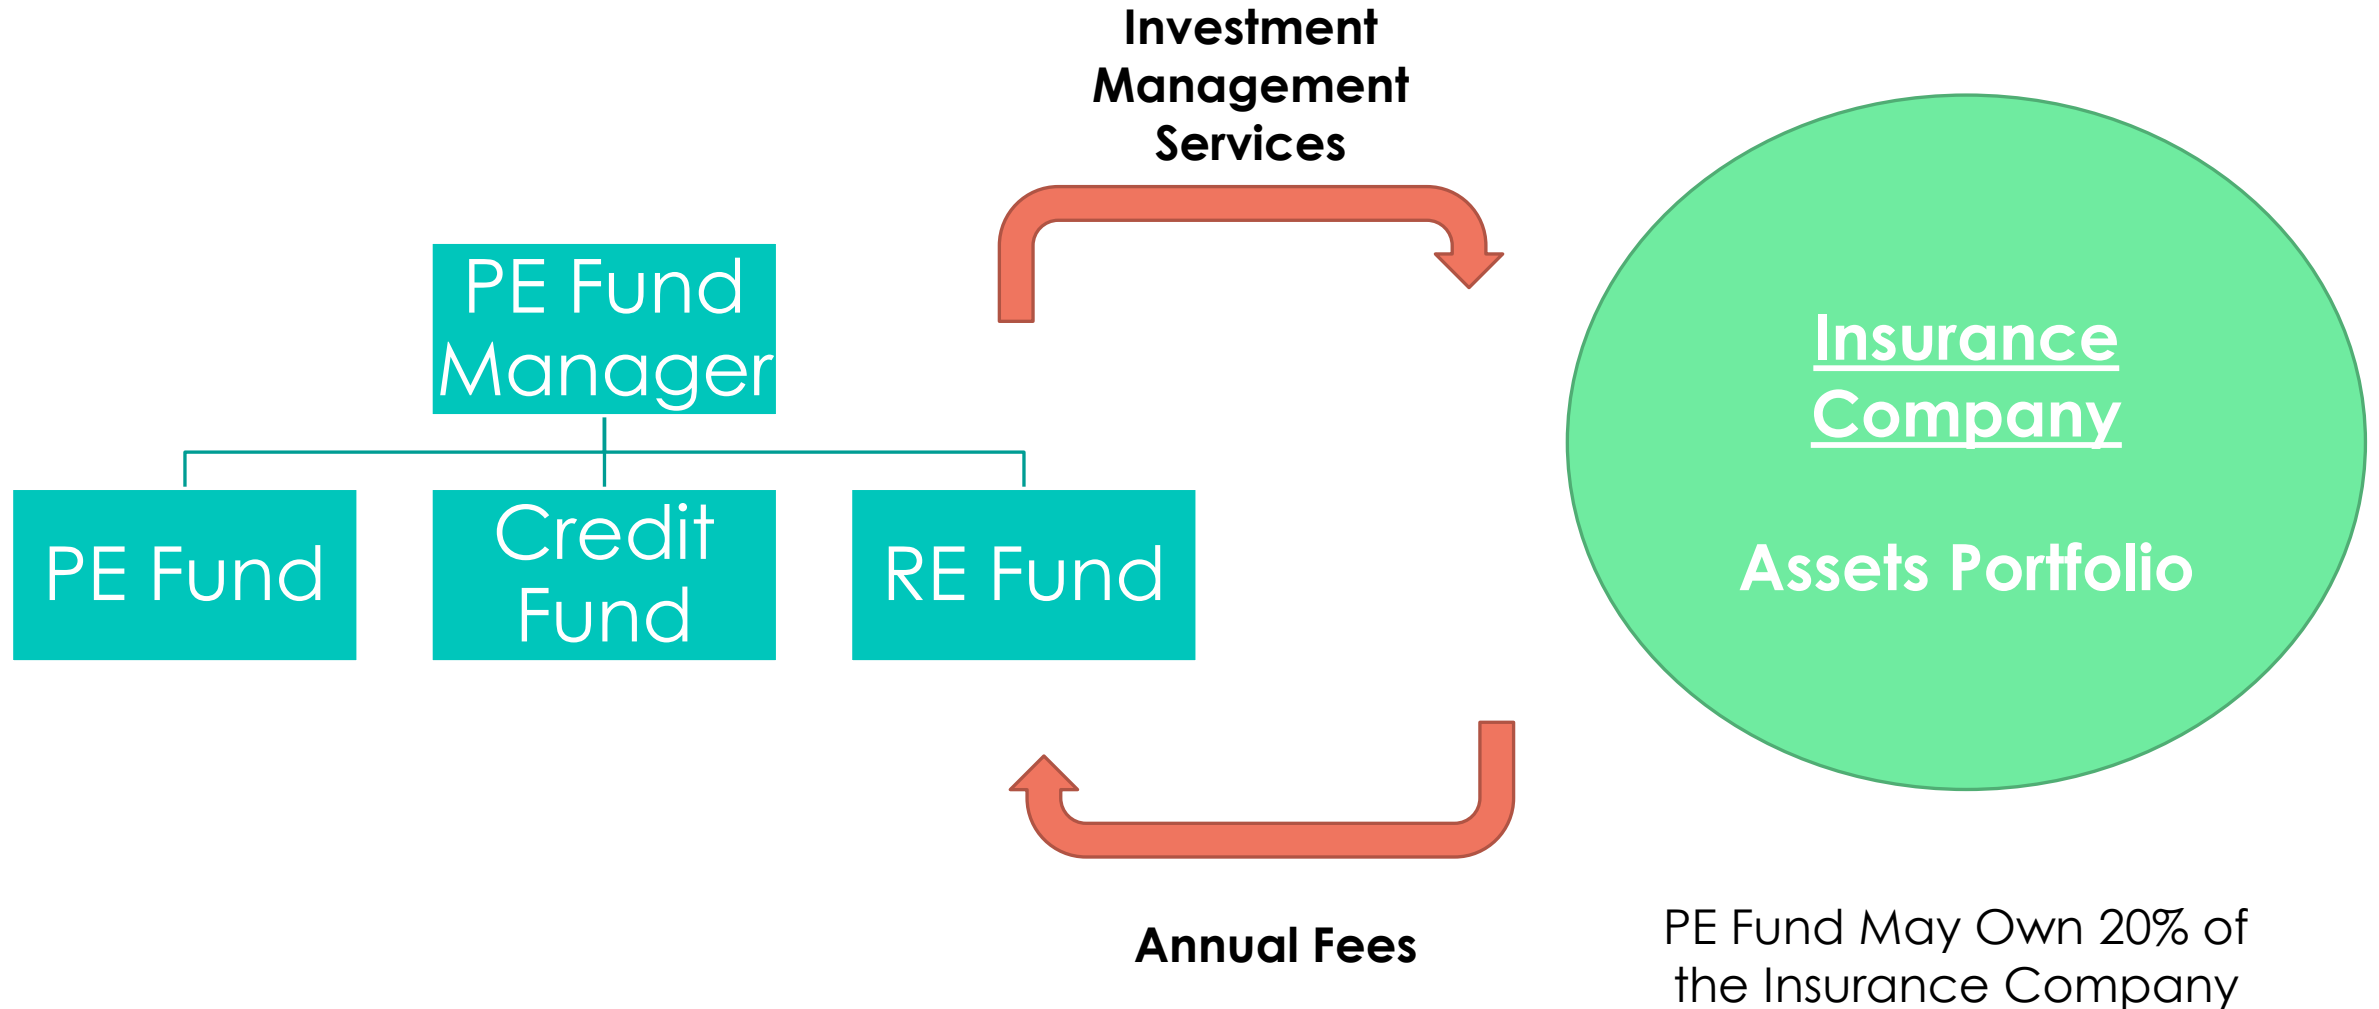 Investment
Management
Services
PE Fund
Manager
PE Fund
Credit
Fund
RE Fund
Insurance
Company
Assets Portfolio
Annual Fees
PE Fund May Own 20% of
the Insurance Company